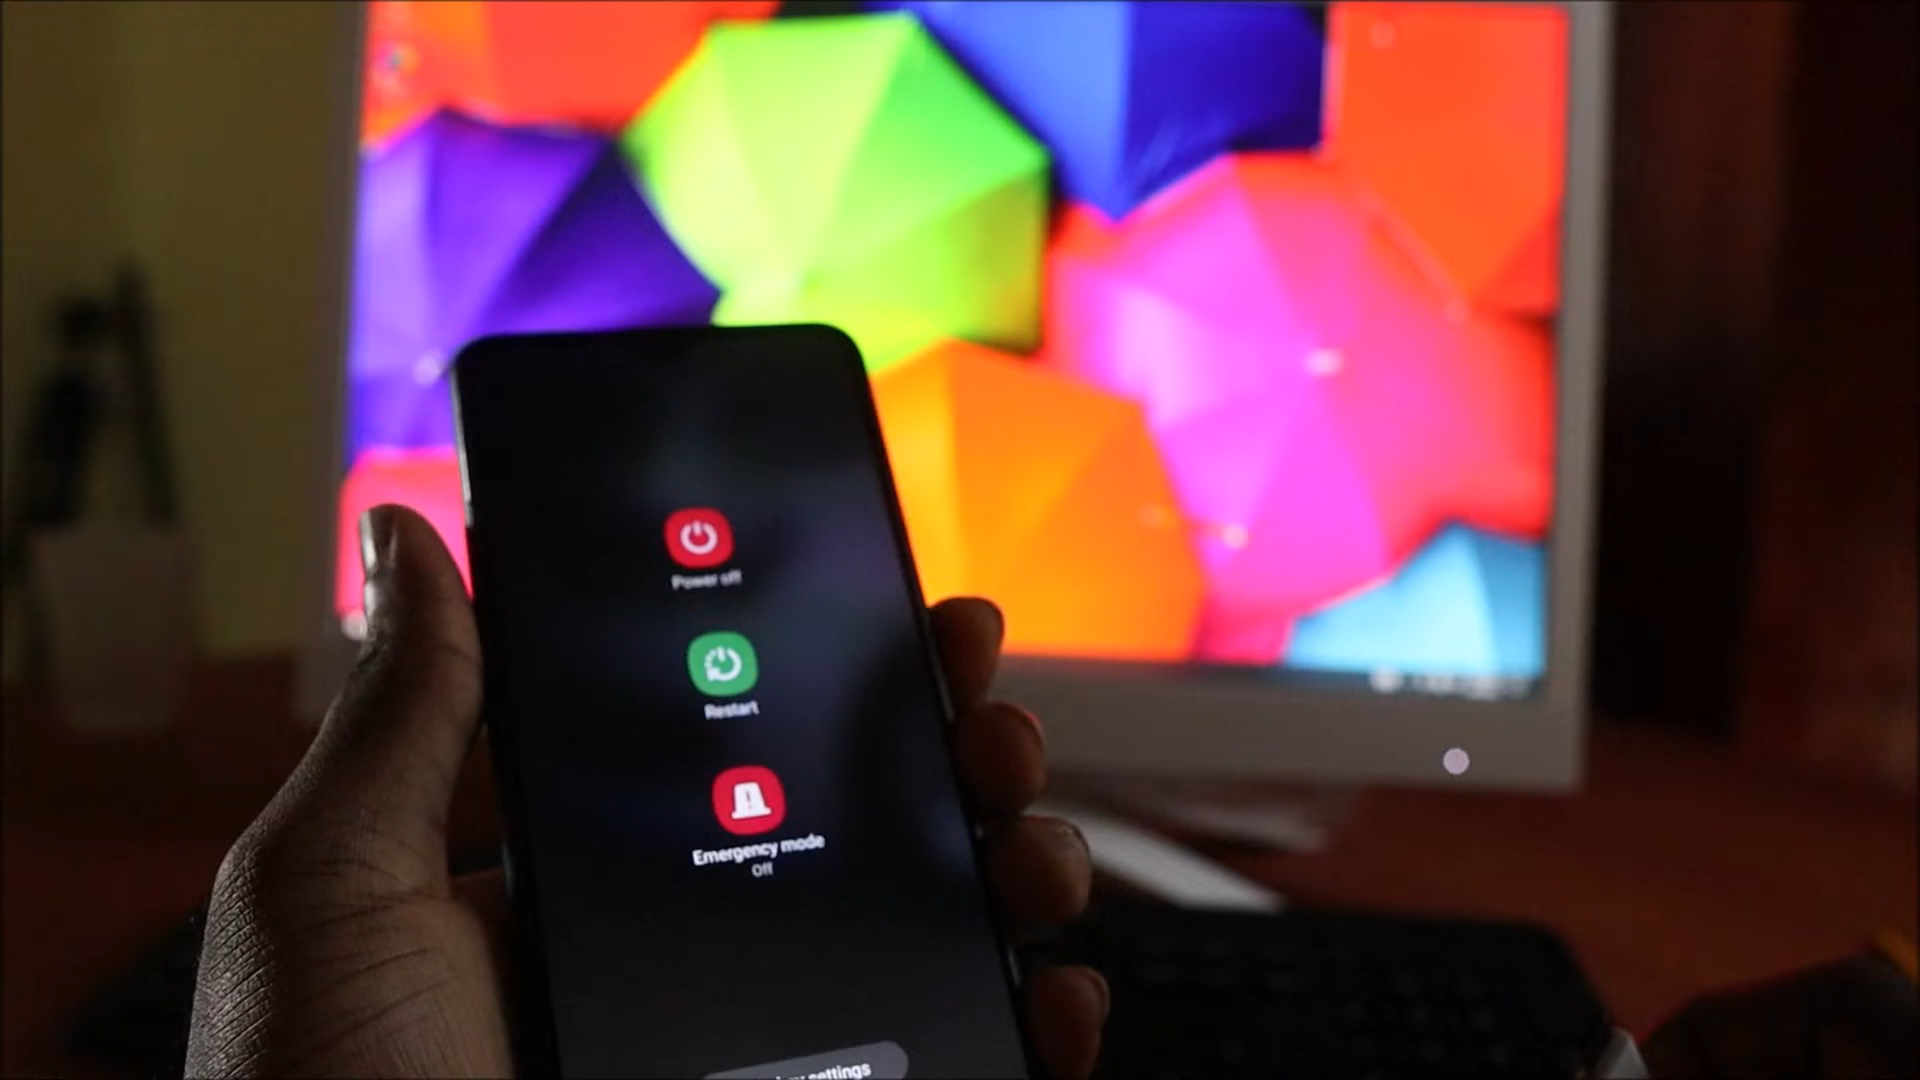 Power off
Restart
Emergency mode
Off
settings